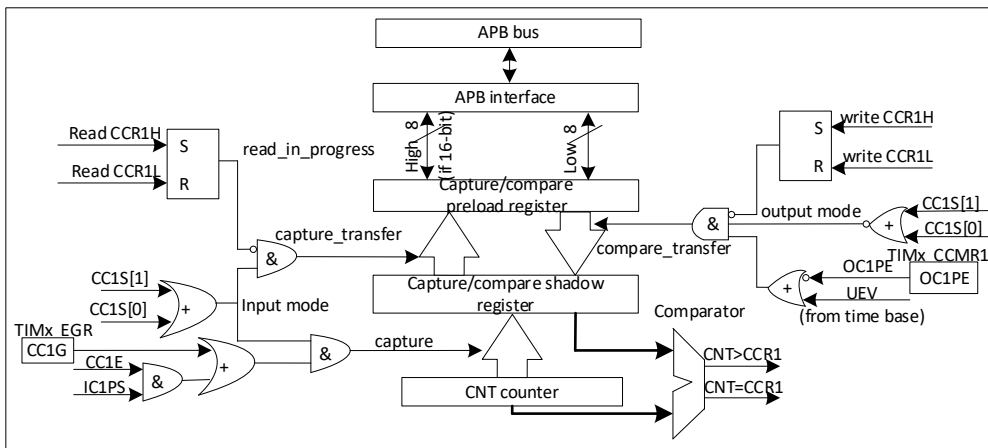 APB bus
APB interface
High 8
(if 16-bit)
Low 8
Read CCR1H
Read CCR1L
S
R
read_in_progress
S
R
write CCR1H
write CCR1L
Capture/compare
preload register
&
capture_transfer
&
output mode
compare_transfer
+
CC1S[1]
CC1S[0]
TIMx_CCMR1
OC1PE
OC1PE
+
UEV
(from time base)
CC1S[1]
CC1S[0]
+
Input mode
Capture/compare shadow
register
Comparator
TIMx_EGR
CC1G
CC1E
IC1PS
&
+
&
capture
CNT counter
CNT>CCR1
CNT=CCR1